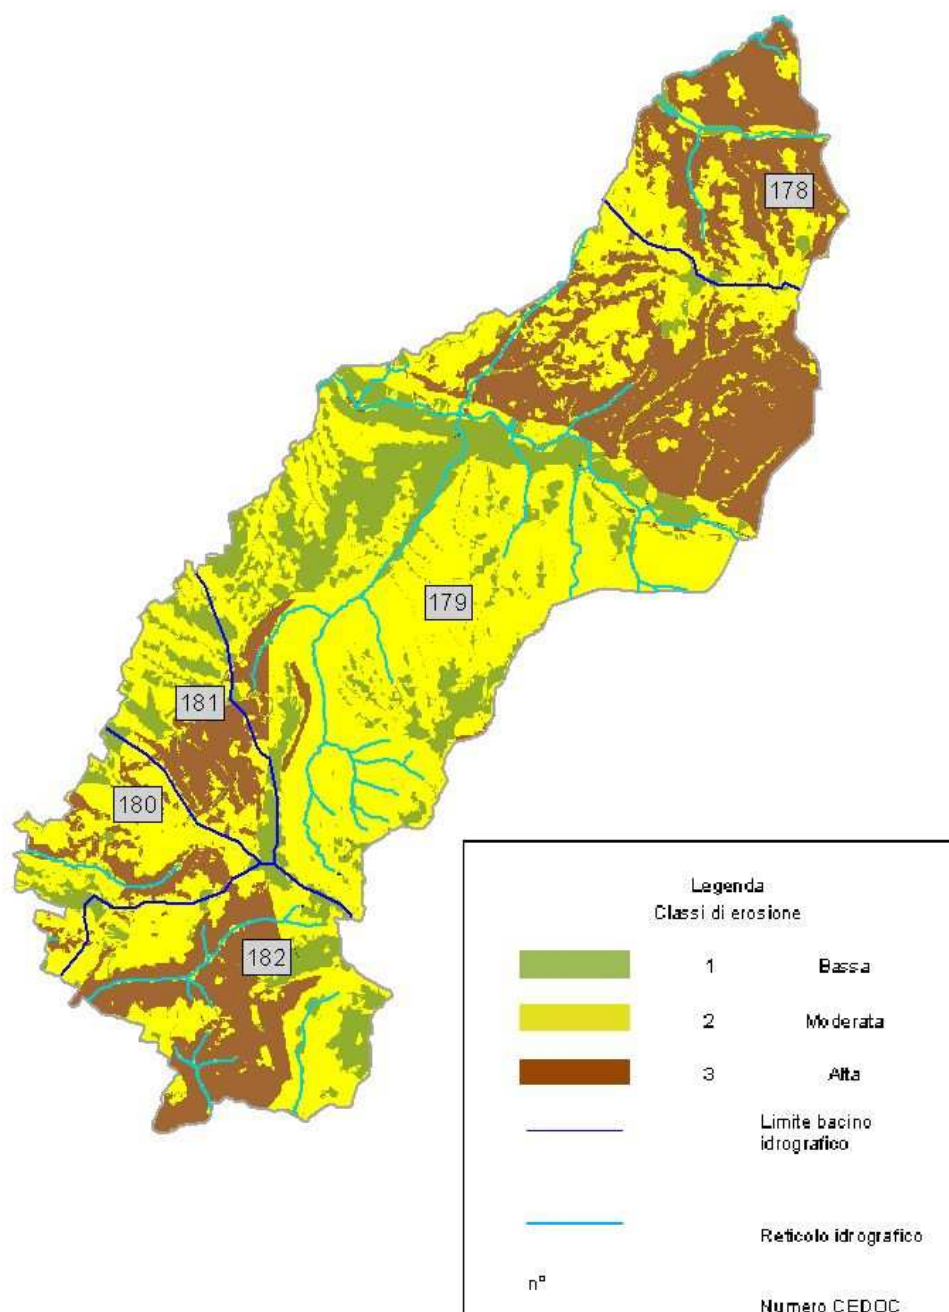 178
179
181
180
182
Legenda
Classi di erosione
1 Bassa
2 Moderata
3 Alta
Limite bacino
idrografico
Reticolo idrografico
n°
Numero CEDOC